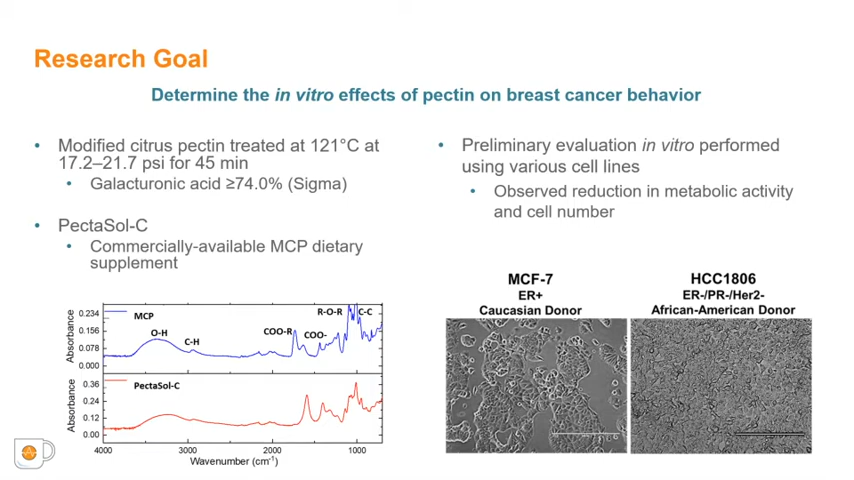 Research Goal
Determine the in vitro effects of pectin on breast cancer behavior
• Modified citrus pectin treated at 121°C at
17.2–21.7 psi for 45 min
• Galacturonic acid ≥74.0% (Sigma)
• PectaSol-C
• Commercially-available MCP dietary
supplement
• Preliminary evaluation in vitro performed
using various cell lines
• Observed reduction in metabolic activity
and cell number
MCP
O-H
C-H
COO-R
COO-
R-O-R
C-C
Absorbance
0.234
0.156
0.078
0.000
PectaSol-C
Absorbance
0.36
0.24
0.12
0.00
4000
3000
2000
1000
Wavenumber (cm-1)
MCF-7
ER+
Caucasian Donor
HCC1806
ER-/PR-/Her2-
African-American Donor